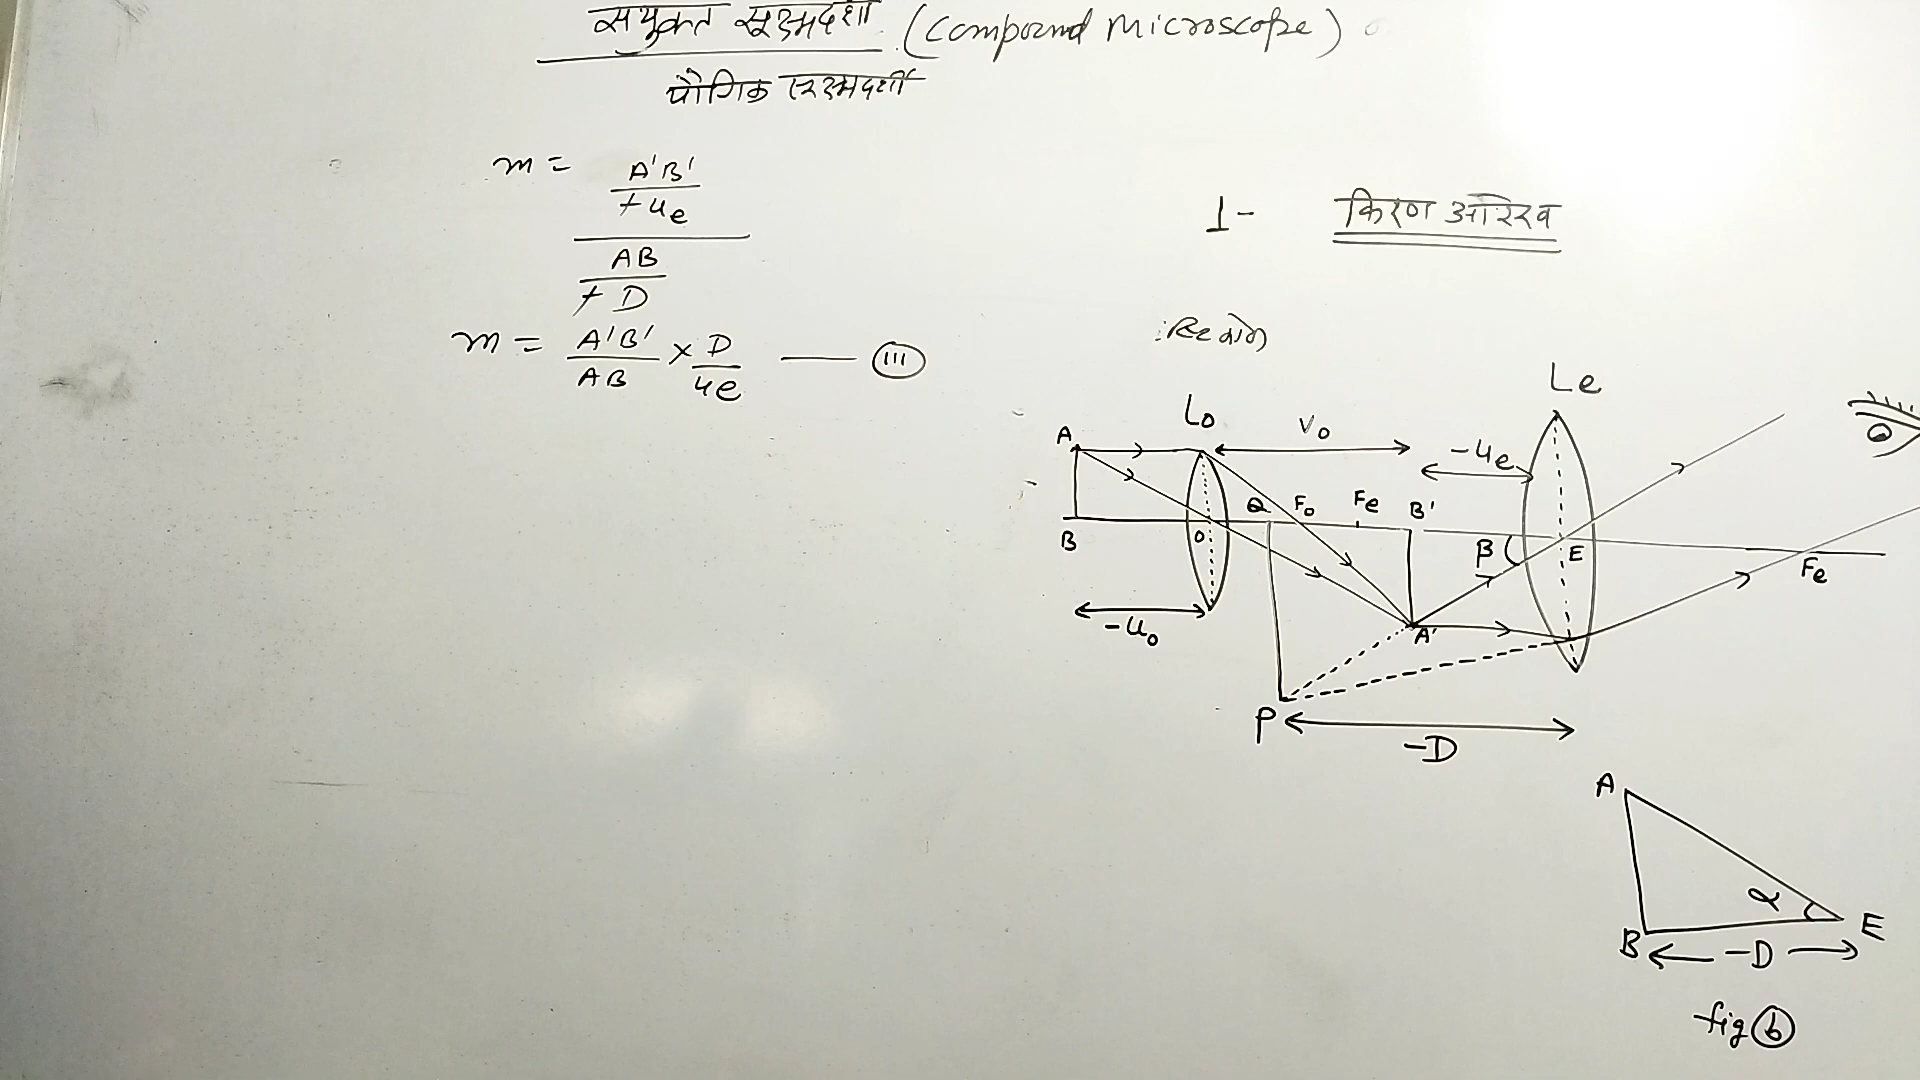 संयुक्त सूक्ष्मदर्शी (Compound Microscope)
यौगिक सूक्ष्मदर्शी
m = A'B' / +ue
AB / + D
m = A'B' / AB × D / ue —— (III)
1- किरण आरेख
Lo
Le
A
Vo
-ue
Q
Fo
Fe
B'
B
O
β
E
Fe
-uo
A'
P
-D
A
α
B
-D
E
fig (b)